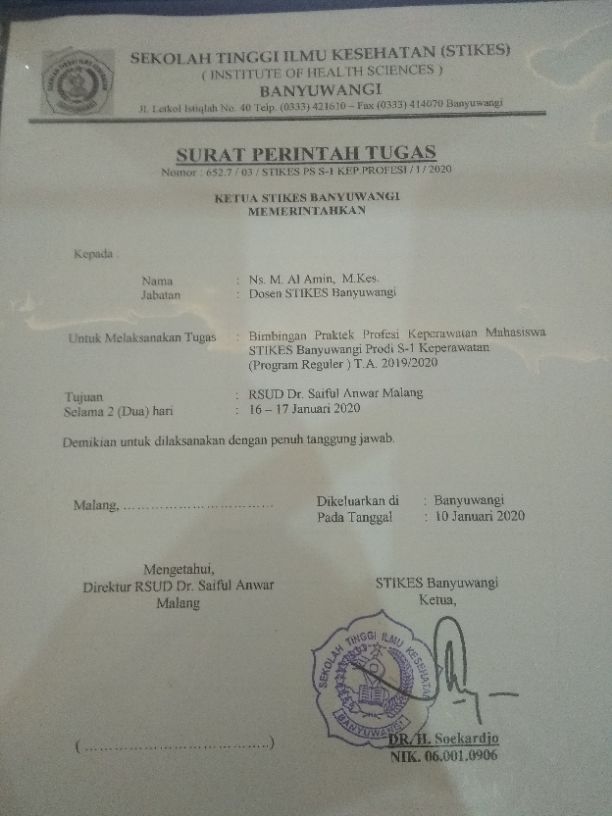 SEKOLAH TINGGI ILMU KESEHATAN (STIKES)
( INSTITUTE OF HEALTH SCIENCES )
BANYUWANGI
Jl. Letkol Istiqlah No. 40 Telp. (0333) 421610 – Fax (0333) 414070 Banyuwangi
SURAT PERINTAH TUGAS
Nomor : 652.7 / 03 / STIKES.PS S-1 KEP.PROFESI / 1 / 2020
KETUA STIKES BANYUWANGI
MEMERINTAHKAN
Kepada :
Nama : Ns. M. Al Amin, M.Kes.
Jabatan : Dosen STIKES Banyuwangi
Untuk Melaksanakan Tugas : Bimbingan Praktek Profesi Keperawatan Mahasiswa
STIKES Banyuwangi Prodi S-1 Keperawatan
(Program Reguler ) T.A. 2019/2020
Tujuan : RSUD Dr. Saiful Anwar Malang
Selama 2 (Dua) hari : 16 – 17 Januari 2020
Demikian untuk dilaksanakan dengan penuh tanggung jawab.
Malang, ……………………………
Dikeluarkan di : Banyuwangi
Pada Tanggal : 10 Januari 2020
Mengetahui,
Direktur RSUD Dr. Saiful Anwar
Malang
STIKES Banyuwangi
Ketua,
SEKOLAH TINGGI ILMU KESEHATAN
BANYUWANGI
(………………………………)
DR. H. Soekardjo
NIK. 06.001.0906